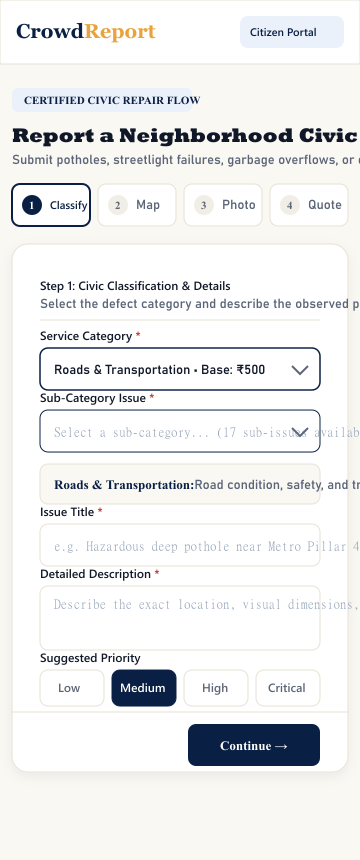 CrowdReport
Citizen Portal
CERTIFIED CIVIC REPAIR FLOW
Report a Neighborhood Civic
Submit potholes, streetlight failures, garbage overflows, or
1 Classify 2 Map 3 Photo 4 Quote
Step 1: Civic Classification & Details
Select the defect category and describe the observed
Service Category *
Roads & Transportation • Base: ₹500
Sub-Category Issue *
Select a sub-category... (17 sub-issues
Roads & Transportation:Road condition, safety, and
Issue Title *
e.g. Hazardous deep pothole near Metro Pillar 4
Detailed Description *
Describe the exact location, visual dimensions,
Suggested Priority
Low Medium High Critical
Continue →